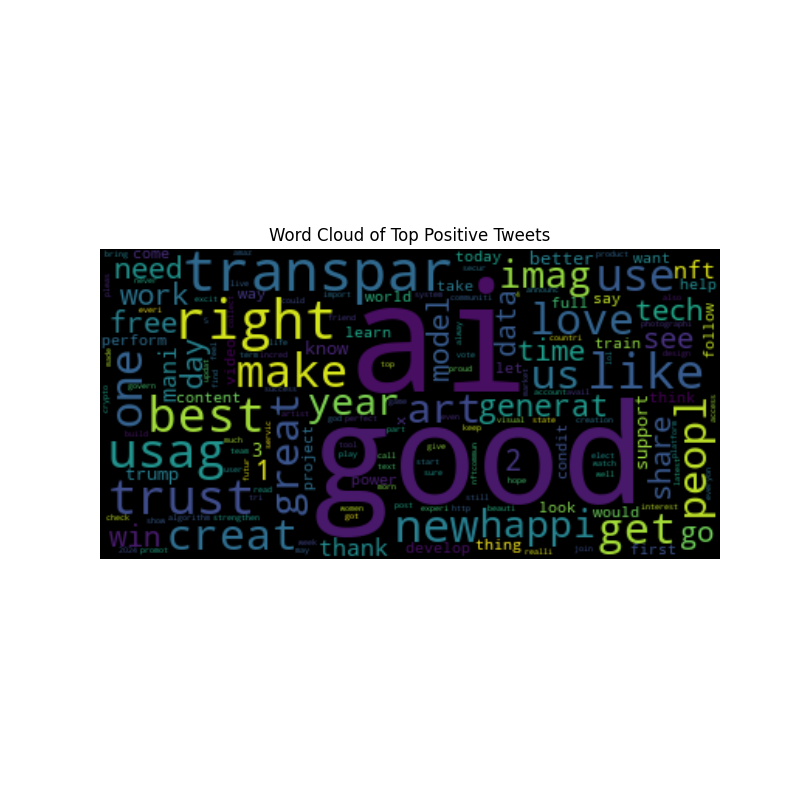 Word Cloud of Top Positive Tweets
bring come today better product want
need transpar imag use nft
secur
work excit live way could import world system communiti take full say help
free everi right learn ai model data love tech
perform friend know train see follow
mani day video term incred life make top vote proud let us time countri like photographi design lol
one content best year art generat account think
crypto govern great artist god perfect part x even visual state creation support share peopl access
usag much servic project tool play call text give keep good 2 condit elect match well latest platform
build team 3 1 trump user futur read power start sure hope
trust women got morn post experi http beauti still look would interest
check show algorithm strengthen creat new happi get go
win 2024 promot thank develop thing realli join first
may week